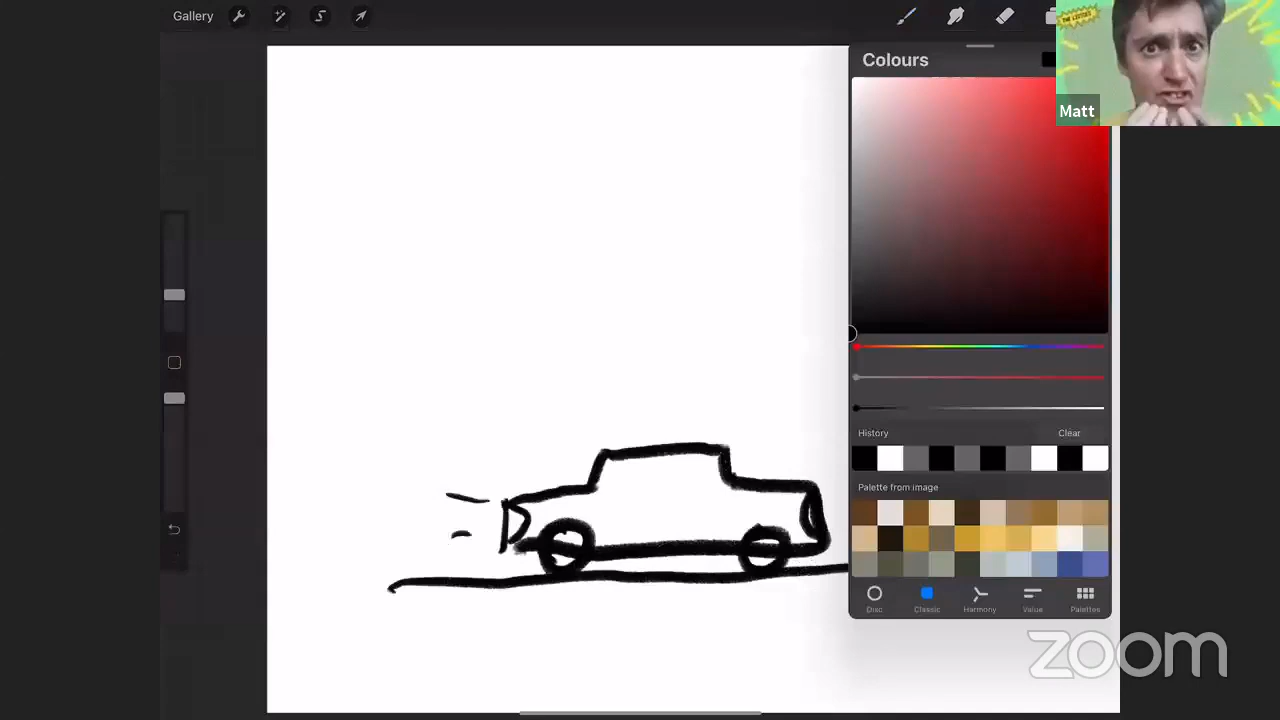 Gallery
Colours
Matt
History
Clear
Palette from image
Disc
Classic
Harmony
Value
Palettes
zoom